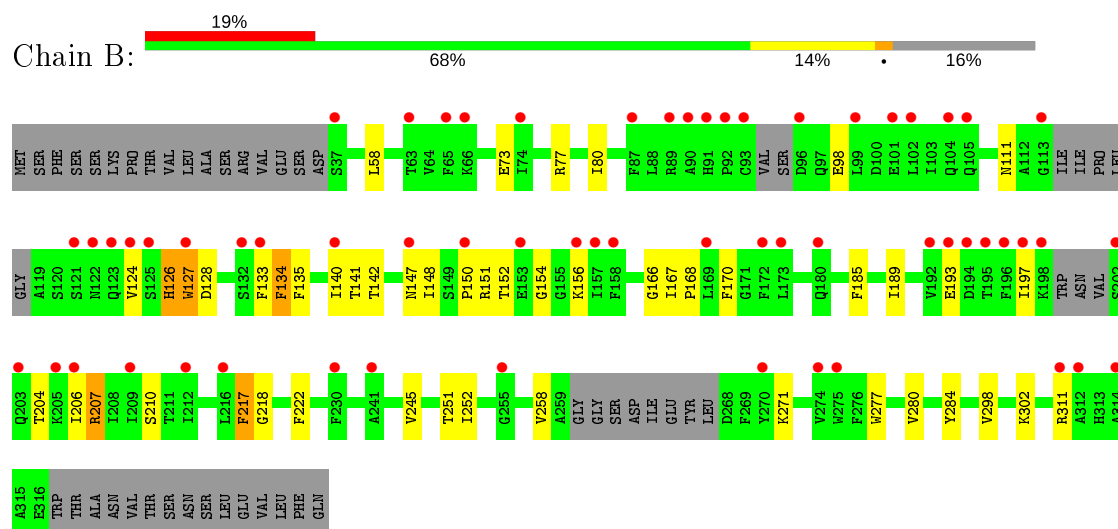 19%
Chain B:
68% 14% • 16%
MET SER PHE SER SER LYS PRO THR VAL LEU ALA SER ARG VAL GLU SER ASP S37 L58 T63 V64 F65 K66 E73 I74 R77 I80 F87 L88 R89 A90 H91 P92 C93 VAL SER D96 Q97 E98 L99 D100 E101 L102 I103 Q104 Q105 N111 A112 G113 ILE ILE PRO LEU
GLY A119 S120 S121 N122 Q123 V124 S125 H126 W127 D128 S132 F133 F134 F135 I140 T141 T142 N147 I148 S149 P150 R151 T152 E153 G154 G155 K156 I157 F158 G166 I167 P168 L169 F170 G171 F172 L173 Q180 F185 I189 V192 E193 D194 T195 F196 I197 K198 TRP ASN VAL S202
Q203 T204 K205 I206 R207 I208 I209 S210 T211 I212 L216 F217 G218 F222 F230 A241 V245 T251 I252 G255 V258 A259 GLY GLY SER ASP ILE GLU TYR LEU D268 F269 Y270 K271 V274 W275 F276 W277 V280 Y284 V298 K302 R311 A312 H313 A314
A315 E316 TRP THR ALA ASN VAL THR SER ASN SER LEU GLU VAL LEU PHE GLN